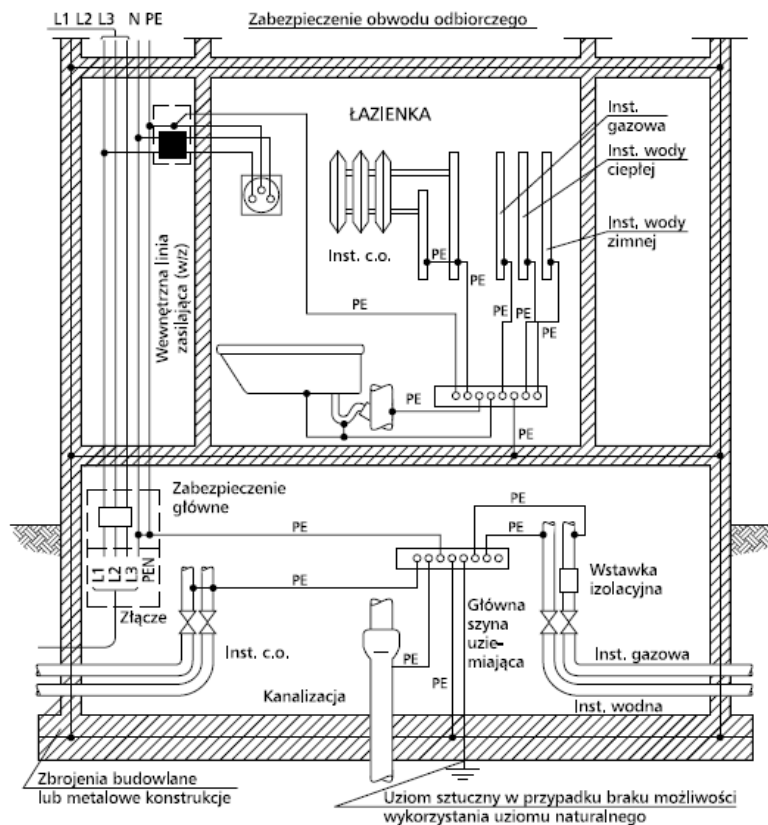 L1 L2 L3 N PE
Zabezpieczenie obwodu odbiorczego
ŁAZIENKA
Inst.
gazowa
Inst. wody
ciepłej
Inst. wody
zimnej
Wewnętrzna linia
zasilająca (w/z)
Inst. c.o.
PE
PE
PE
PE
PE
PE
PE
Zabezpieczenie
główne
PE
PE
PE
PE
L1
L2
L3
PEN
Złącze
PE
Wstawka
izolacyjna
Główna
szyna
uzie-
miająca
Inst. c.o.
PE
PE
Inst. gazowa
Kanalizacja
Inst. wodna
Zbrojenia budowlane
lub metalowe konstrukcje
Uziom sztuczny w przypadku braku możliwości
wykorzystania uziomu naturalnego